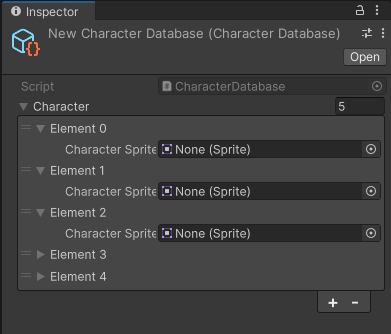 Inspector
New Character Database (Character Database)
Open
Script CharacterDatabase
Character 5
Element 0
Character Sprite None (Sprite)
Element 1
Character Sprite None (Sprite)
Element 2
Character Sprite None (Sprite)
Element 3
Element 4
+ -